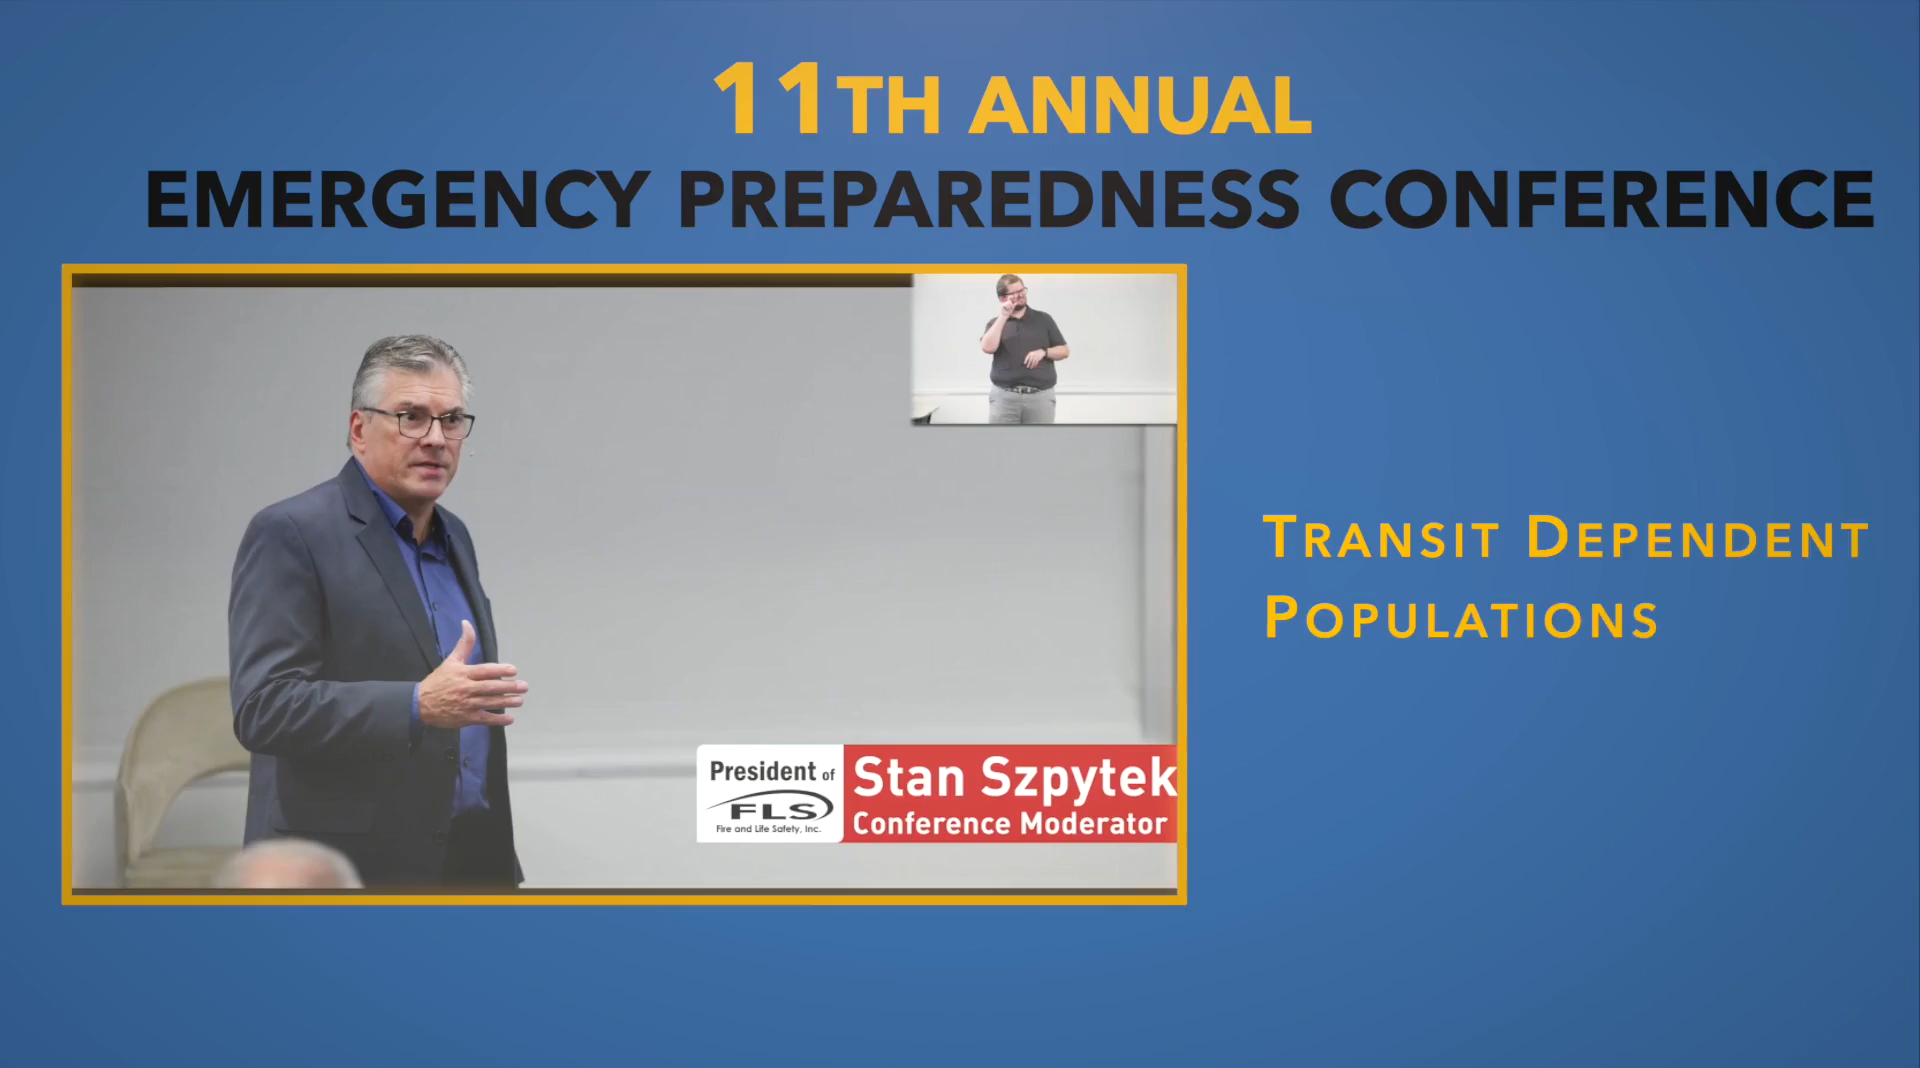 11TH ANNUAL
EMERGENCY PREPAREDNESS CONFERENCE
TRANSIT DEPENDENT
POPULATIONS
President of
FLS
Fire and Life Safety, Inc.
Stan Szpytek
Conference Moderator